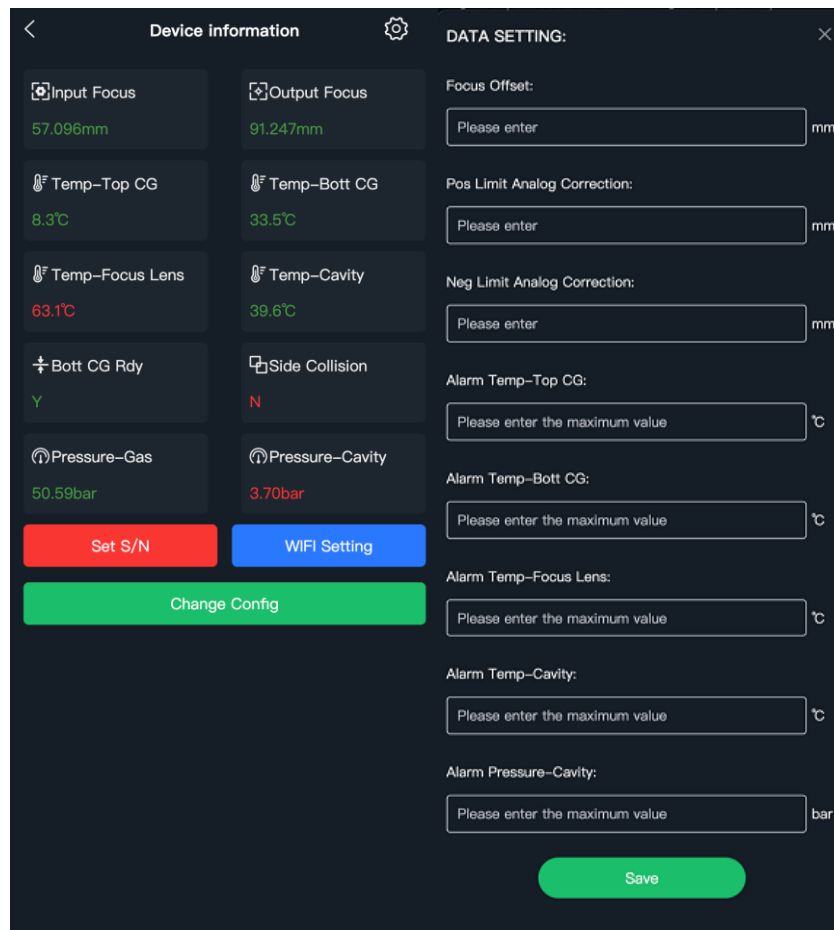 Device information
Input Focus
Output Focus
57.096mm
91.247mm
Temp-Top CG
Temp-Bott CG
8.3℃
33.5℃
Temp-Focus Lens
Temp-Cavity
63.1℃
39.6℃
Bott CG Rdy
Side Collision
Y
N
Pressure-Gas
Pressure-Cavity
50.59bar
3.70bar
Set S/N
WIFI Setting
Change Config
DATA SETTING:
Focus Offset:
Please enter mm
Pos Limit Analog Correction:
Please enter mm
Neg Limit Analog Correction:
Please enter mm
Alarm Temp-Top CG:
Please enter the maximum value ℃
Alarm Temp-Bott CG:
Please enter the maximum value ℃
Alarm Temp-Focus Lens:
Please enter the maximum value ℃
Alarm Temp-Cavity:
Please enter the maximum value ℃
Alarm Pressure-Cavity:
Please enter the maximum value bar
Save